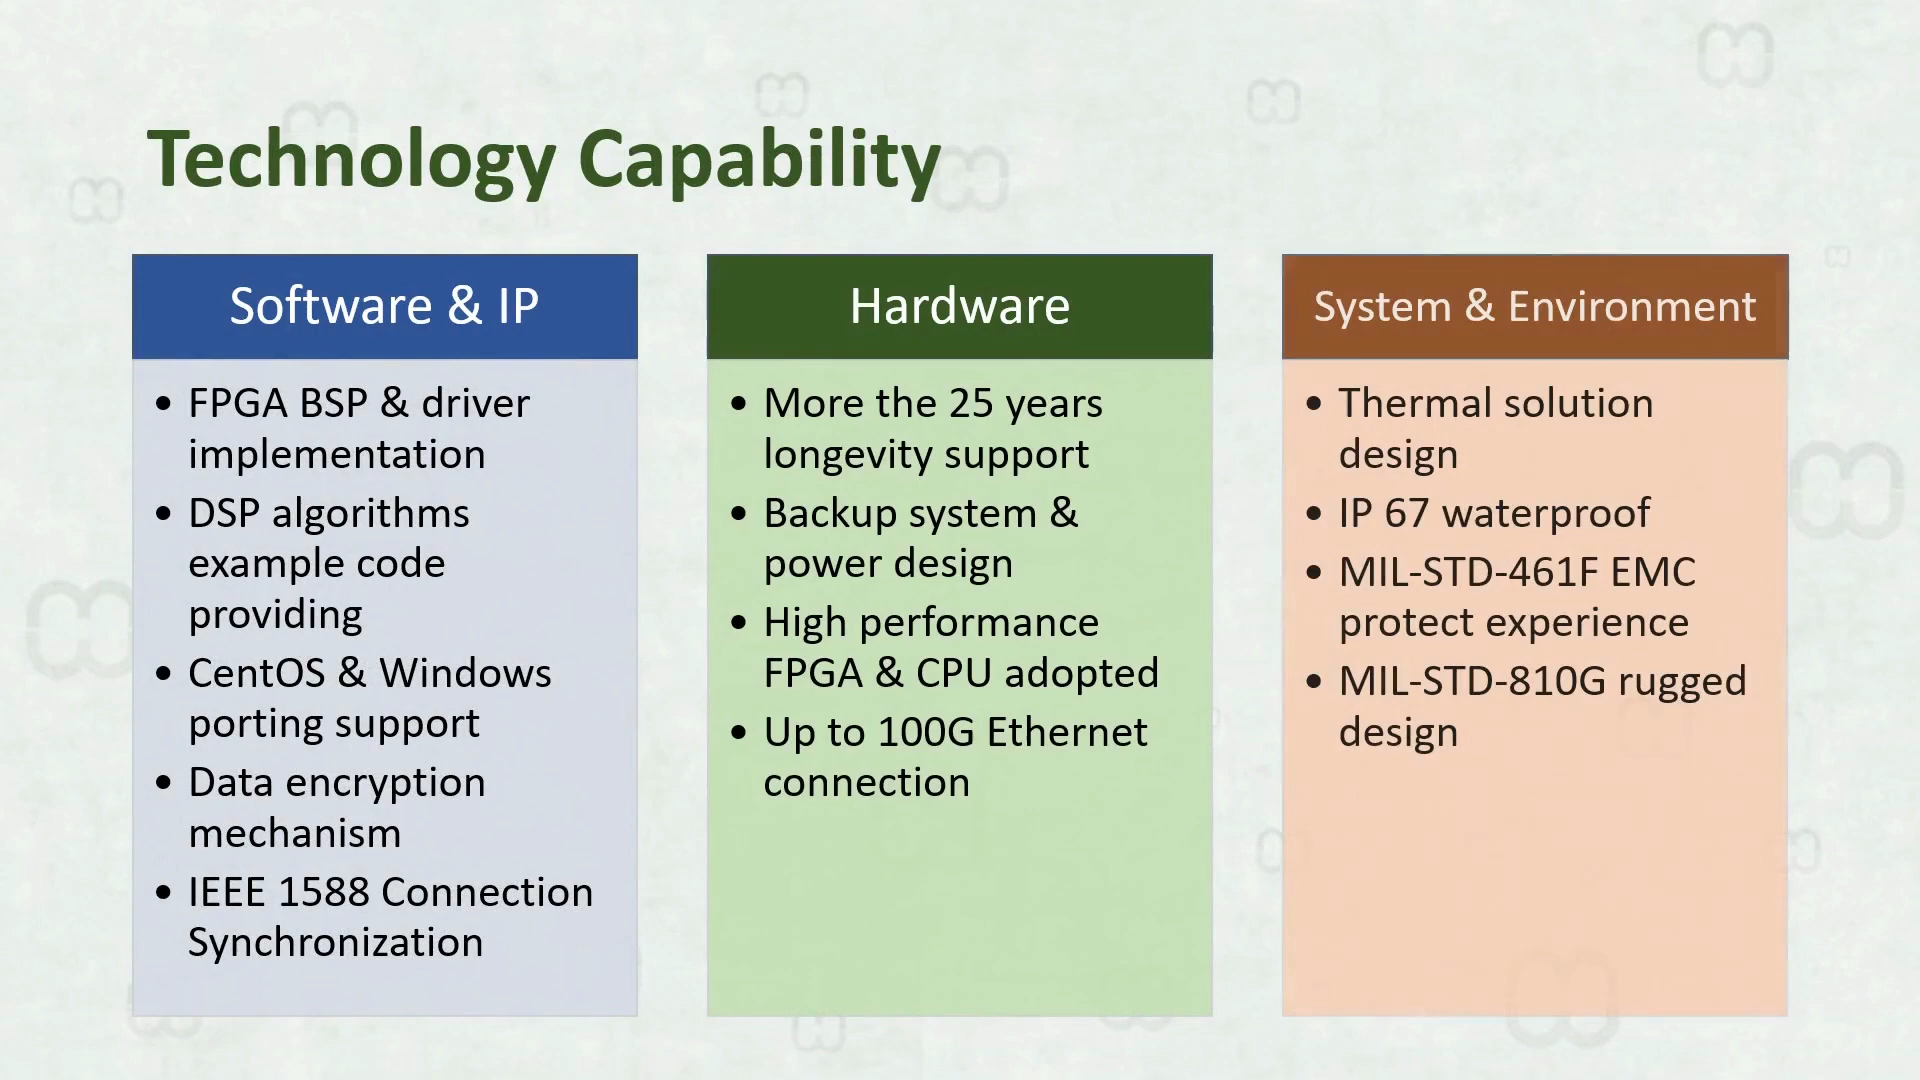 Technology Capability
Software & IP
• FPGA BSP & driver
implementation
• DSP algorithms
example code
providing
• CentOS & Windows
porting support
• Data encryption
mechanism
• IEEE 1588 Connection
Synchronization
Hardware
• More the 25 years
longevity support
• Backup system &
power design
• High performance
FPGA & CPU adopted
• Up to 100G Ethernet
connection
System & Environment
• Thermal solution
design
• IP 67 waterproof
• MIL-STD-461F EMC
protect experience
• MIL-STD-810G rugged
design